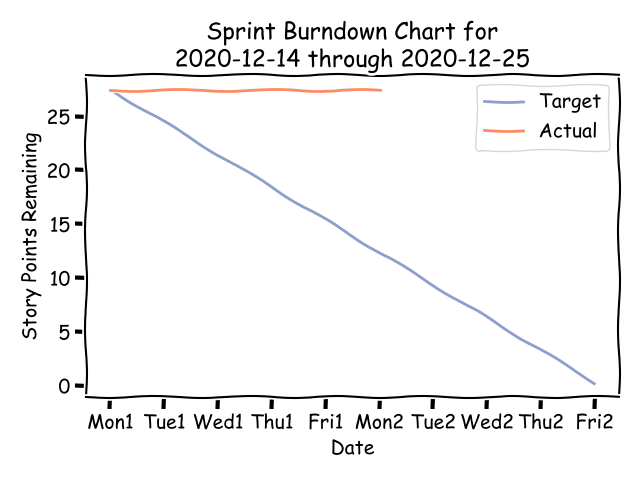 Sprint Burndown Chart for
2020-12-14 through 2020-12-25
Target
Actual
Story Points Remaining
25
20
15
10
5
0
Mon1 Tue1 Wed1 Thu1 Fri1 Mon2 Tue2 Wed2 Thu2 Fri2
Date